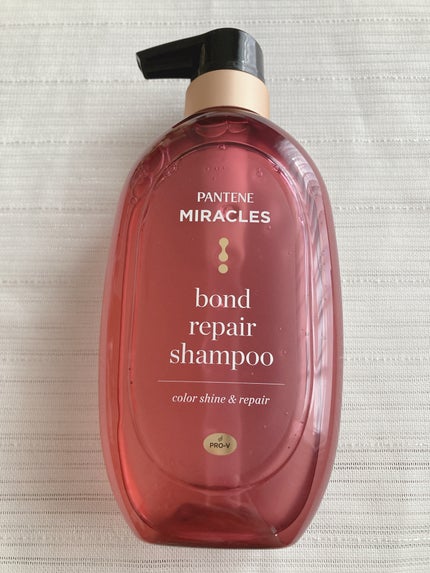 PANTENE
MIRACLES
bond
repair
shampoo
color shine & repair
PRO-V